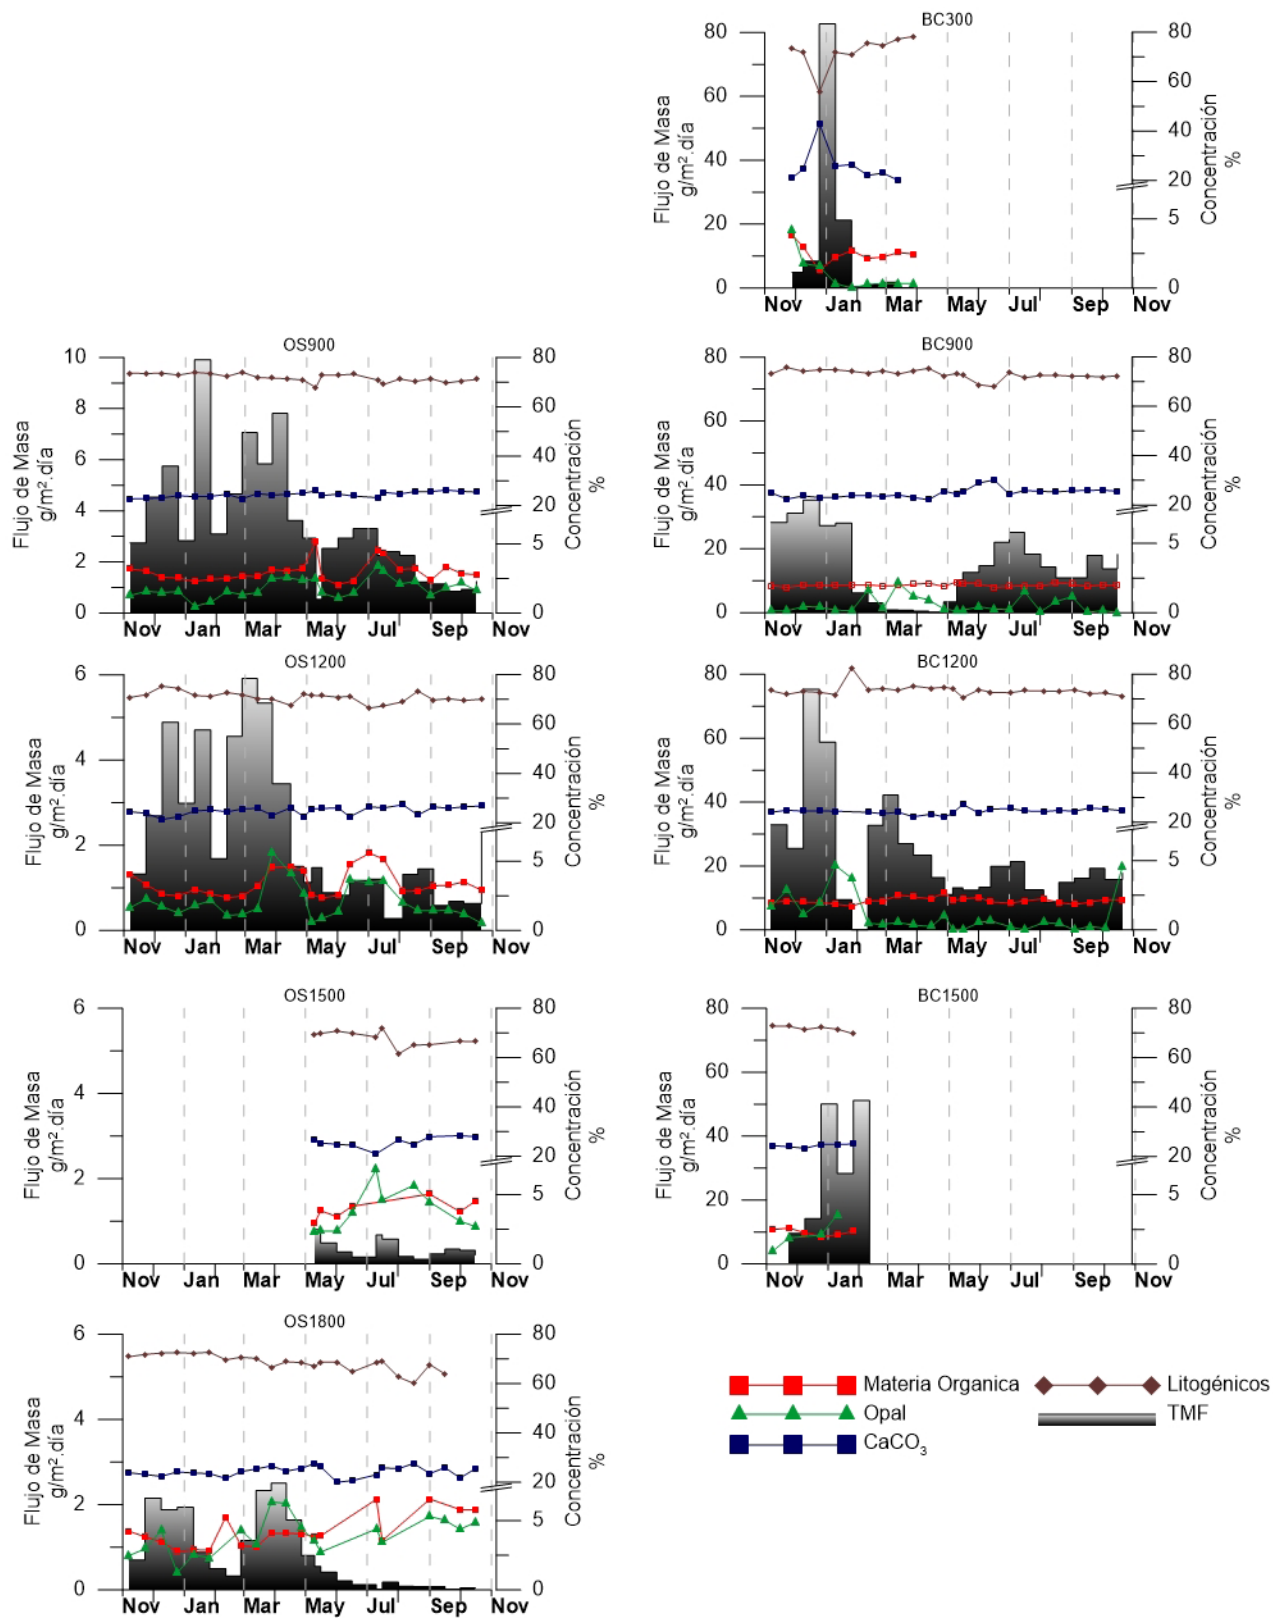 BC300
80
60
40
20
0
Flujo de Masa
g/m².día
80
60
40
20
5
0
Concentración
%
Nov Jan Mar May Jul Sep Nov
OS900
10
8
6
4
2
0
Flujo de Masa
g/m².día
80
60
40
20
5
0
Concentración
%
Nov Jan Mar May Jul Sep Nov
BC900
80
60
40
20
0
Flujo de Masa
g/m².día
80
60
40
20
5
0
Concentración
%
Nov Jan Mar May Jul Sep Nov
OS1200
6
4
2
0
Flujo de Masa
g/m².día
80
60
40
20
5
0
Concentración
%
Nov Jan Mar May Jul Sep Nov
BC1200
80
60
40
20
0
Flujo de Masa
g/m².día
80
60
40
20
5
0
Concentración
%
Nov Jan Mar May Jul Sep Nov
OS1500
6
4
2
0
Flujo de Masa
g/m².día
80
60
40
20
5
0
Concentración
%
Nov Jan Mar May Jul Sep Nov
BC1500
80
60
40
20
0
Flujo de Masa
g/m².día
80
60
40
20
5
0
Concentración
%
Nov Jan Mar May Jul Sep Nov
OS1800
6
4
2
0
Flujo de Masa
g/m².día
80
60
40
20
5
0
Concentración
%
Nov Jan Mar May Jul Sep Nov
Materia Organica
Litogénicos
Opal
TMF
CaCO₃